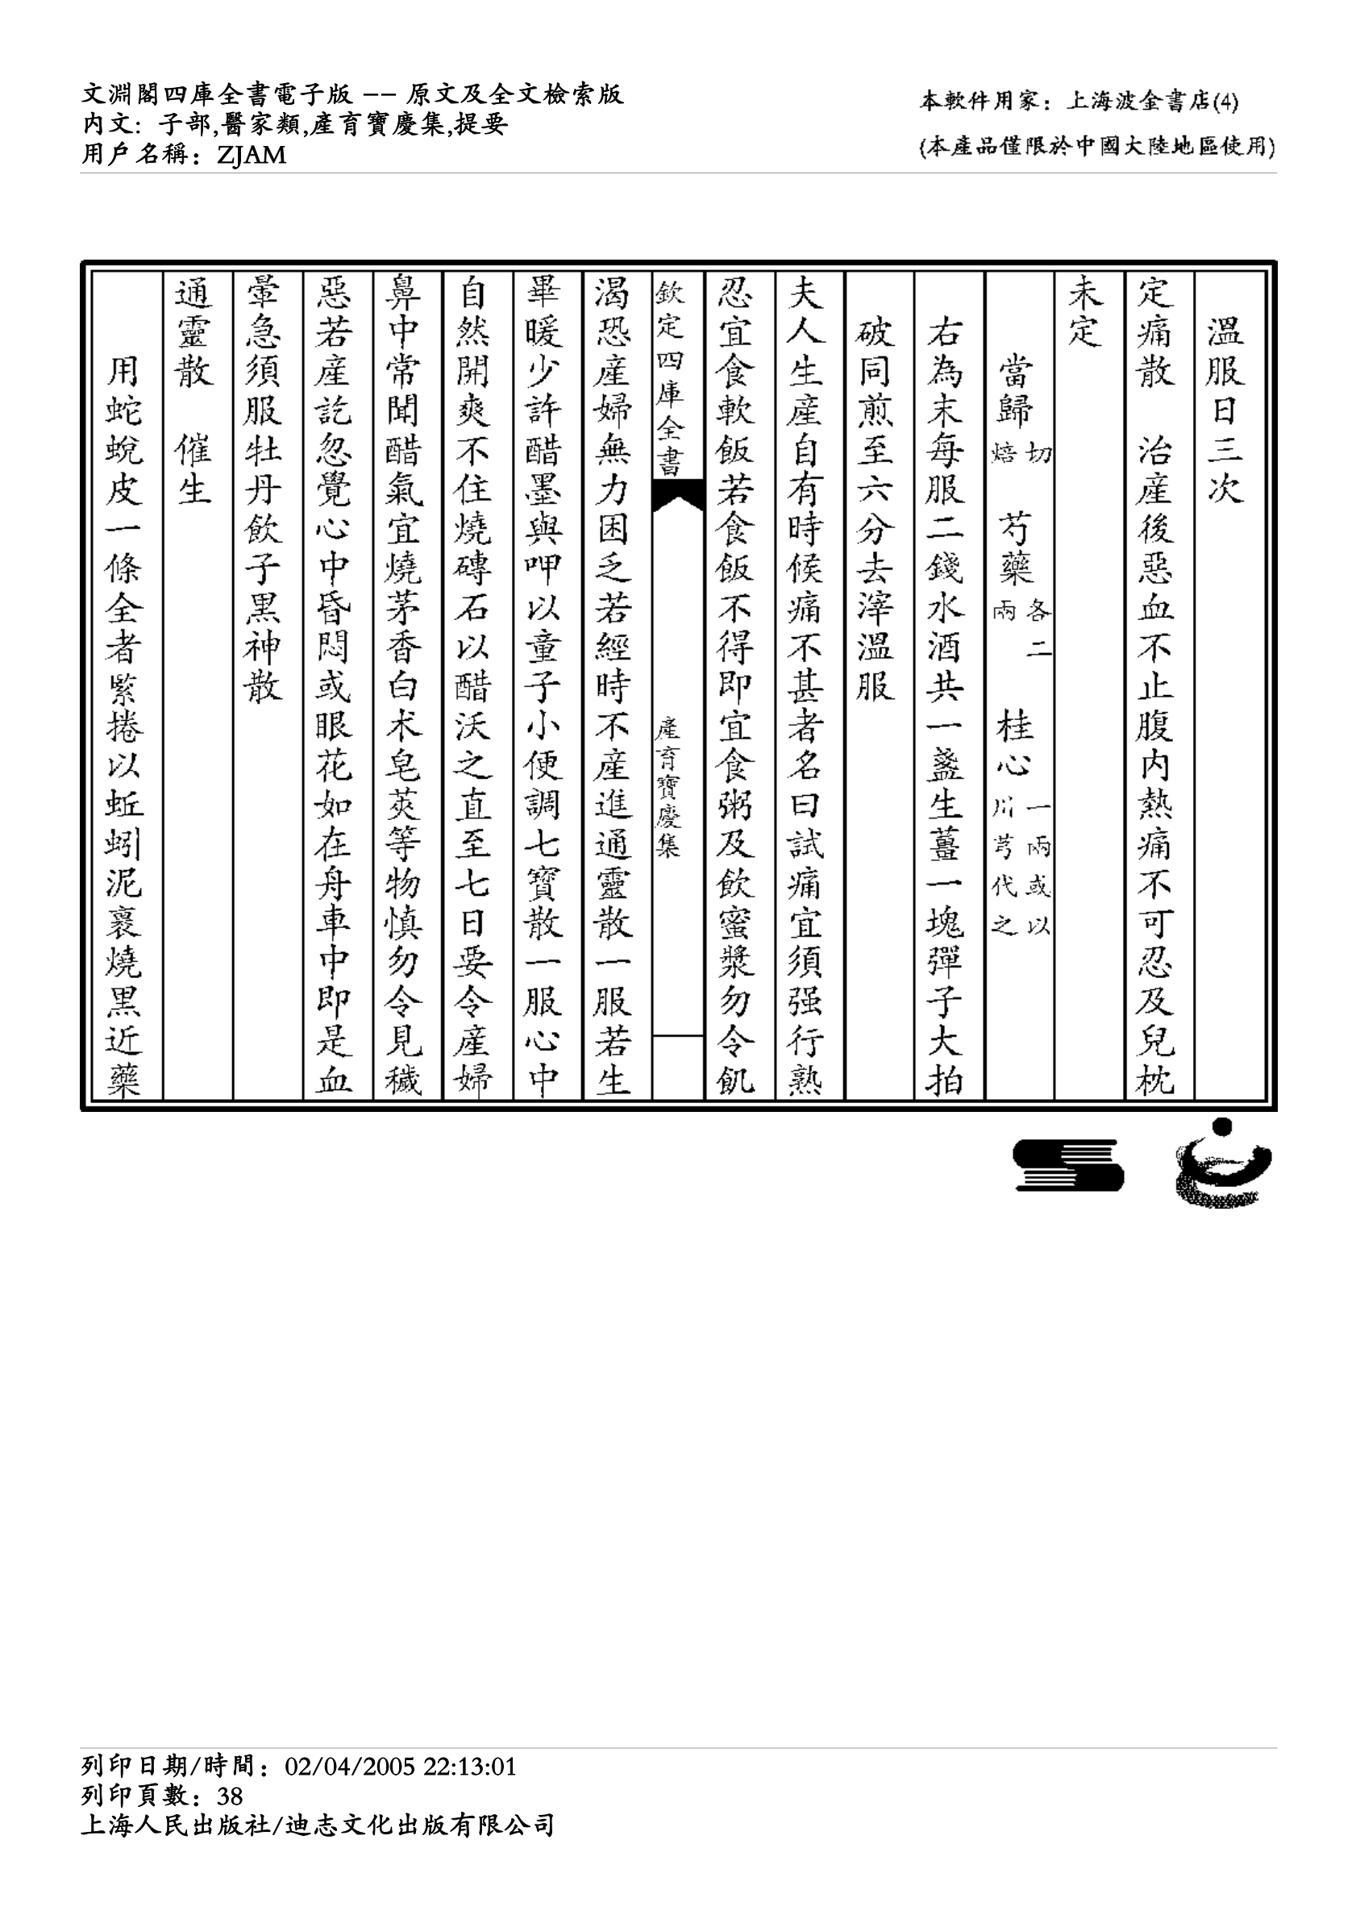 文淵閣四庫全書電子版 -- 原文及全文檢索版
內文: 子部,醫家類,產育寶慶集,提要
用戶名稱: ZJAM
本軟件用家: 上海波金書店(4)
(本產品僅限於中國大陸地區使用)
溫服日三次
定痛散 治產後惡血不止腹內熱痛不可忍及兒枕
未定
當歸切焙 芍藥各二兩 桂心一兩或以川芎代之
右為末每服二錢水酒共一盞生薑一塊彈子大拍
破同煎至六分去滓溫服
夫人生產自有時候痛不甚者名曰試痛宜須强行熟
忍宜食軟飯若食飯不得即宜食粥及飲蜜漿勿令飢
欽定四庫全書 產育寶慶集
渴恐產婦無力困乏若經時不產進通靈散一服若生
畢暖少許醋墨與呷以童子小便調七寶散一服心中
自然開爽不住燒磚石以醋沃之直至七日要令產婦
鼻中常聞醋氣宜燒茅香白朮皂莢等物慎勿令見穢
惡若產訖忽覺心中昏悶或眼花如在舟車中即是血
暈急須服牡丹飲子黑神散
通靈散 催生
用蛇蛻皮一條全者緊捲以蚯蚓泥裹燒黑近藥
列印日期/時間: 02/04/2005 22:13:01
列印頁數: 38
上海人民出版社/迪志文化出版有限公司